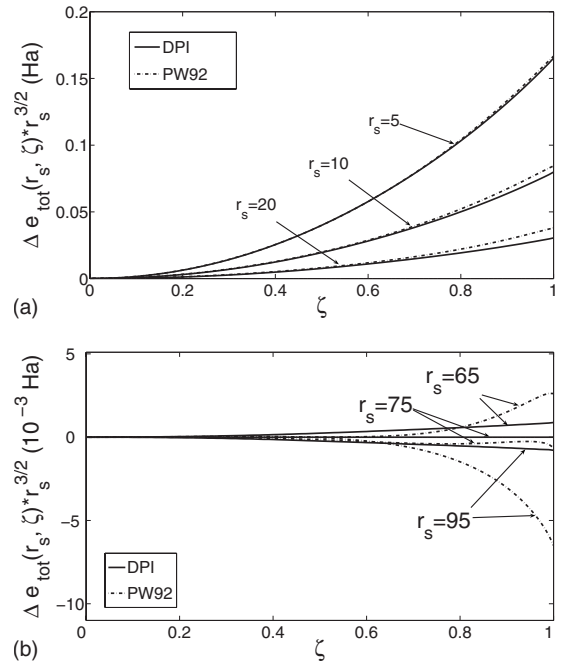 0.2
0.15
0.1
0.05
0
Δ e_tot(r_s, ζ)*r_s^3/2 (Ha)
DPI
PW92
r_s=5
r_s=10
r_s=20
0 0.2 0.4 0.6 0.8 1
ζ
(a)
5
0
−5
−10
Δ e_tot(r_s, ζ)*r_s^3/2 (10^−3 Ha)
r_s=65
r_s=75
r_s=95
DPI
PW92
0 0.2 0.4 0.6 0.8 1
ζ
(b)